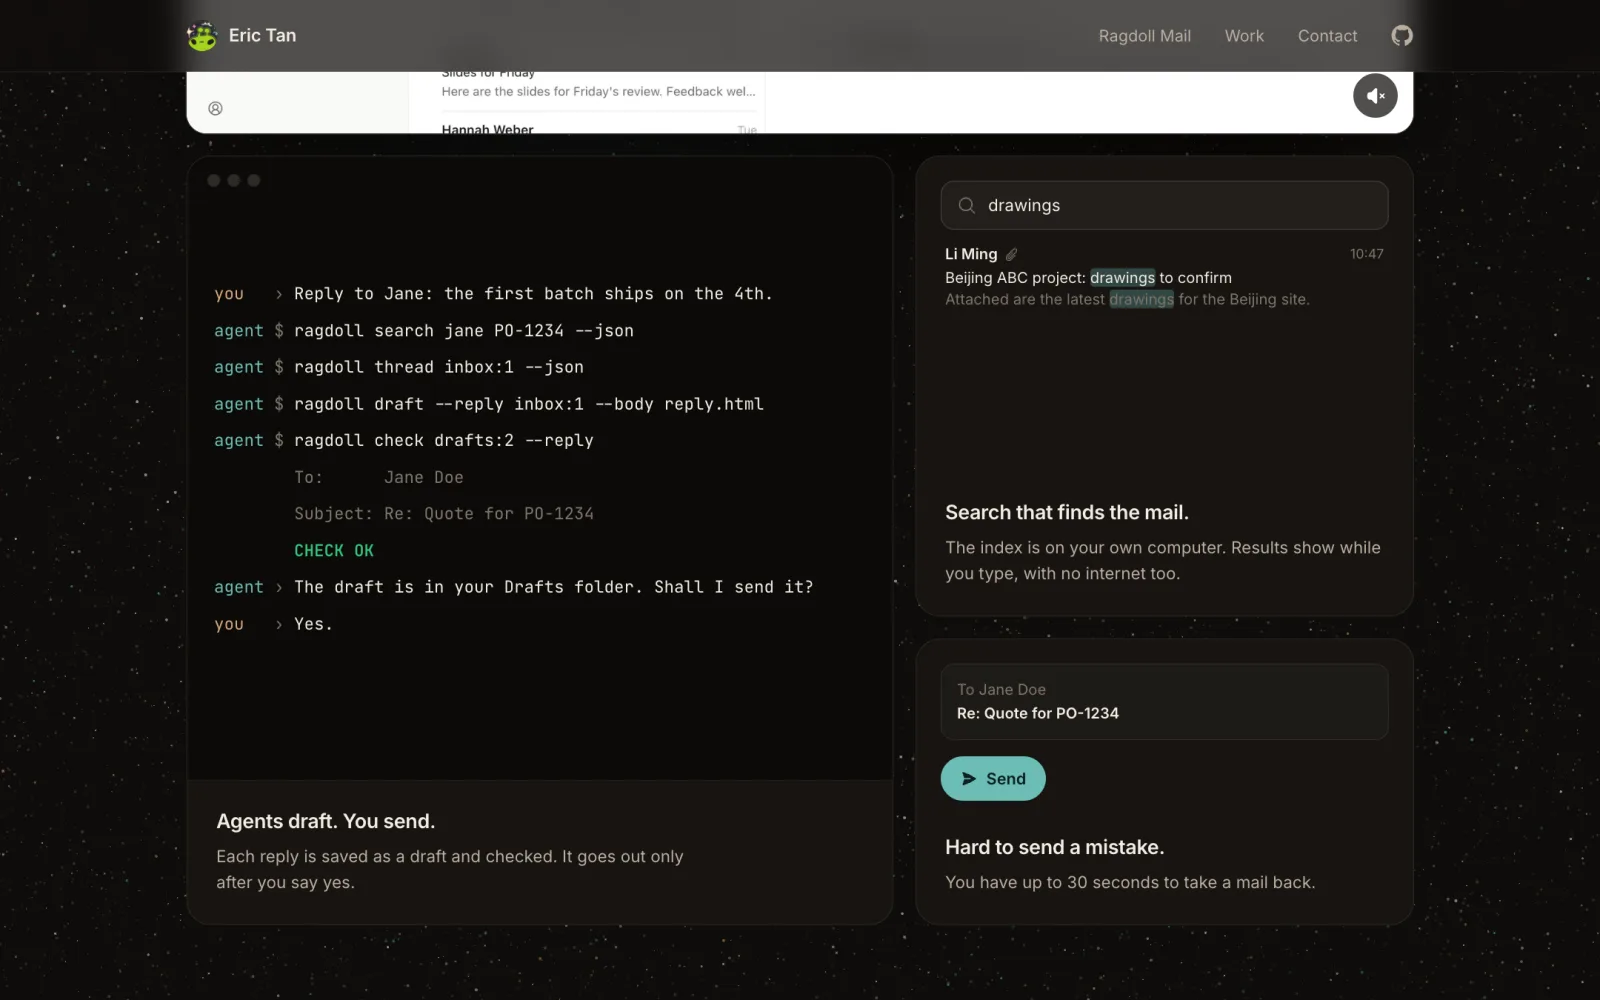 Eric Tan
Ragdoll Mail
Work
Contact
Slides for Friday
Here are the slides for Friday's review. Feedback wel...
Hannah Weber
Tue
you › Reply to Jane: the first batch ships on the 4th.
agent $ ragdoll search jane PO-1234 --json
agent $ ragdoll thread inbox:1 --json
agent $ ragdoll draft --reply inbox:1 --body reply.html
agent $ ragdoll check drafts:2 --reply
To: Jane Doe
Subject: Re: Quote for PO-1234
CHECK OK
agent › The draft is in your Drafts folder. Shall I send it?
you › Yes.
Agents draft. You send.
Each reply is saved as a draft and checked. It goes out only
after you say yes.
drawings
Li Ming
10:47
Beijing ABC project: drawings to confirm
Attached are the latest drawings for the Beijing site.
Search that finds the mail.
The index is on your own computer. Results show while
you type, with no internet too.
To Jane Doe
Re: Quote for PO-1234
Send
Hard to send a mistake.
You have up to 30 seconds to take a mail back.